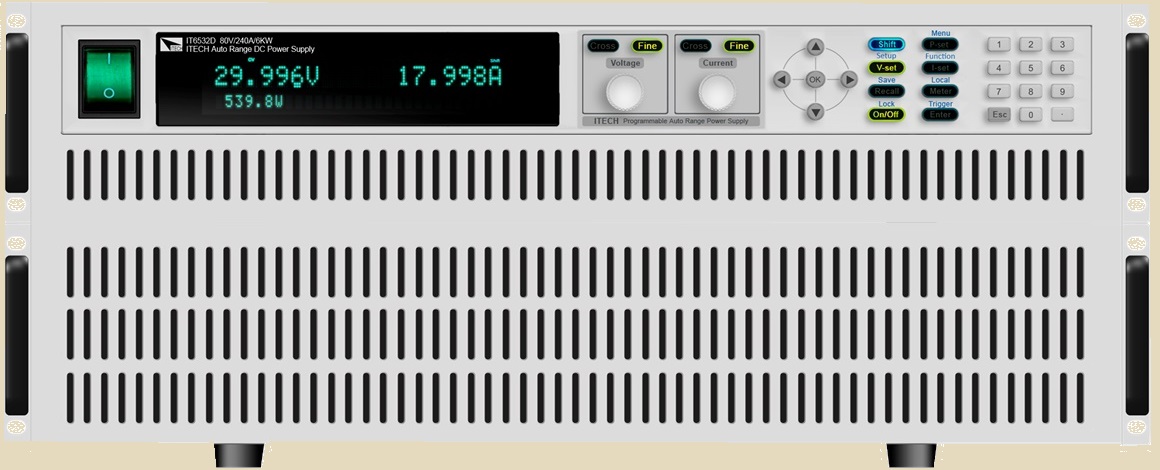 IT6532D 80V/240A/6KW
ITECH Auto Range DC Power Supply
29.996V 17.998A
539.8W
Cross Fine Cross Fine
Voltage Current
ITECH Programmable Auto Range Power Supply
OK
Menu
Shift P-set
Setup Function
V-set I-set
Save Local
Recall Meter
Lock Trigger
On/Off Enter
1 2 3
4 5 6
7 8 9
Esc 0 .